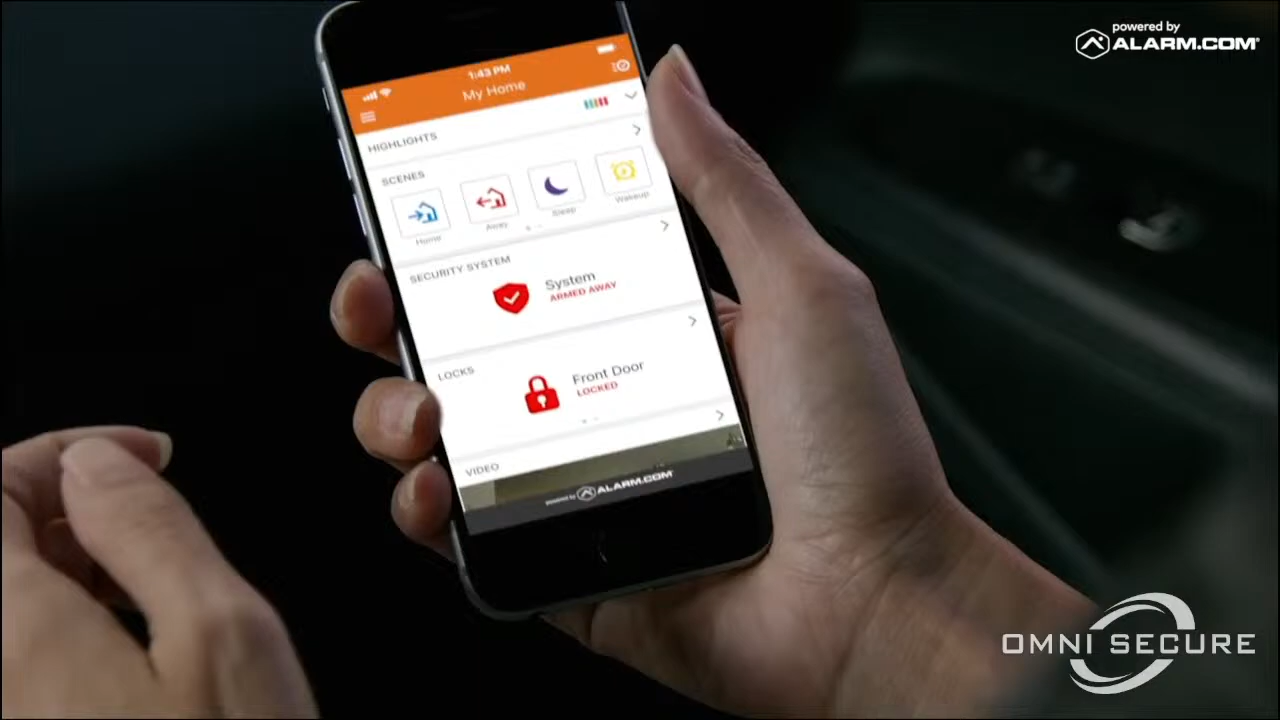 powered by
ALARM.COM
1:43 PM
My Home
HIGHLIGHTS
SCENES
Home
Away
Sleep
Wakeup
SECURITY SYSTEM
System
ARMED AWAY
LOCKS
Front Door
LOCKED
VIDEO
powered by ALARM.COM
OMNI SECURE